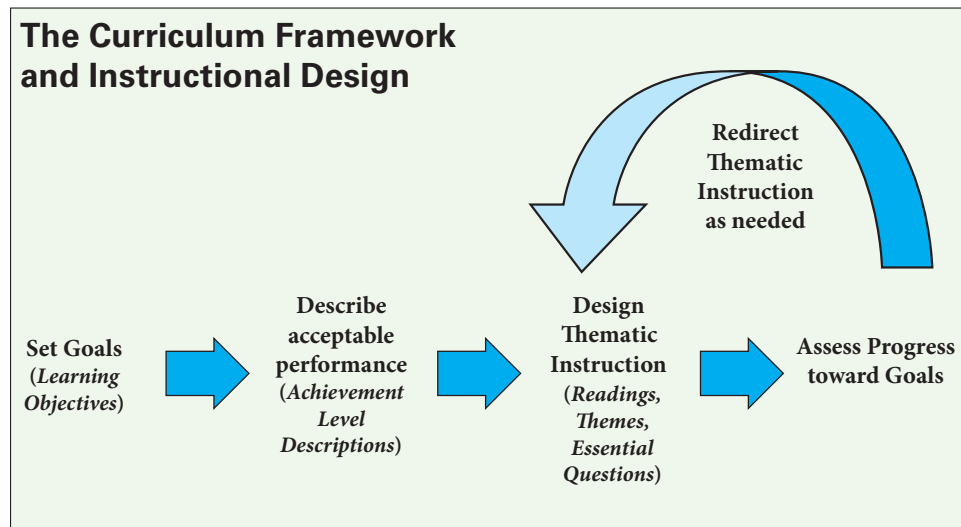 The Curriculum Framework
and Instructional Design
Redirect
Thematic
Instruction
as needed
Set Goals
(Learning
Objectives)
Describe
acceptable
performance
(Achievement
Level
Descriptions)
Design
Thematic
Instruction
(Readings,
Themes,
Essential
Questions)
Assess Progress
toward Goals